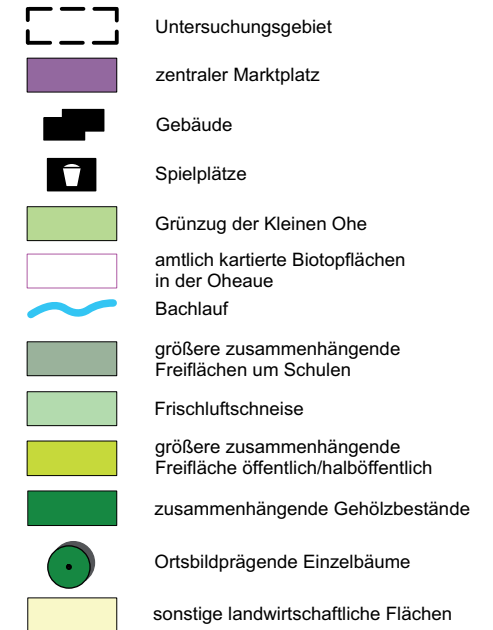 Untersuchungsgebiet
zentraler Marktplatz
Gebäude
Spielplätze
Grünzug der Kleinen Ohe
amtlich kartierte Biotopflächen
in der Oheaue
Bachlauf
größere zusammenhängende
Freiflächen um Schulen
Frischluftschneise
größere zusammenhängende
Freifläche öffentlich/halböffentlich
zusammenhängende Gehölzbestände
Ortsbildprägende Einzelbäume
sonstige landwirtschaftliche Flächen